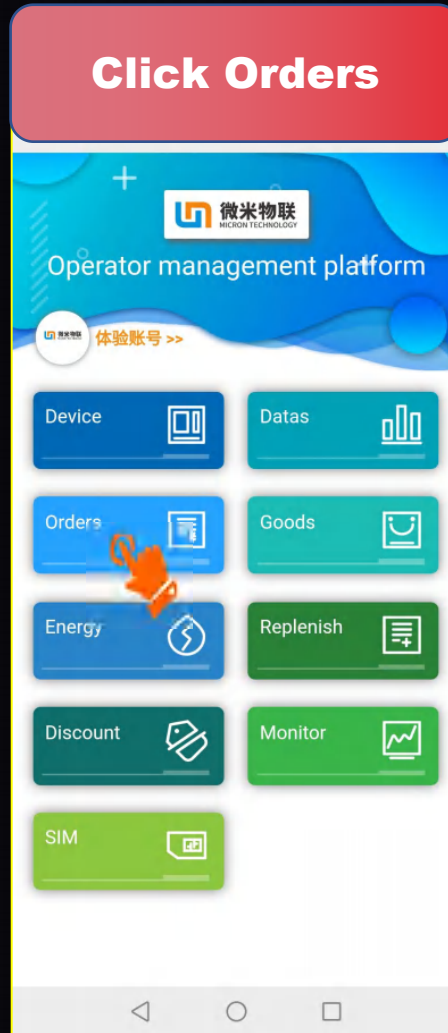 Click Orders
微米物联
MICRON TECHNOLOGY
Operator management platform
体验账号 >>
Device
Datas
Orders
Goods
Energy
Replenish
Discount
Monitor
SIM